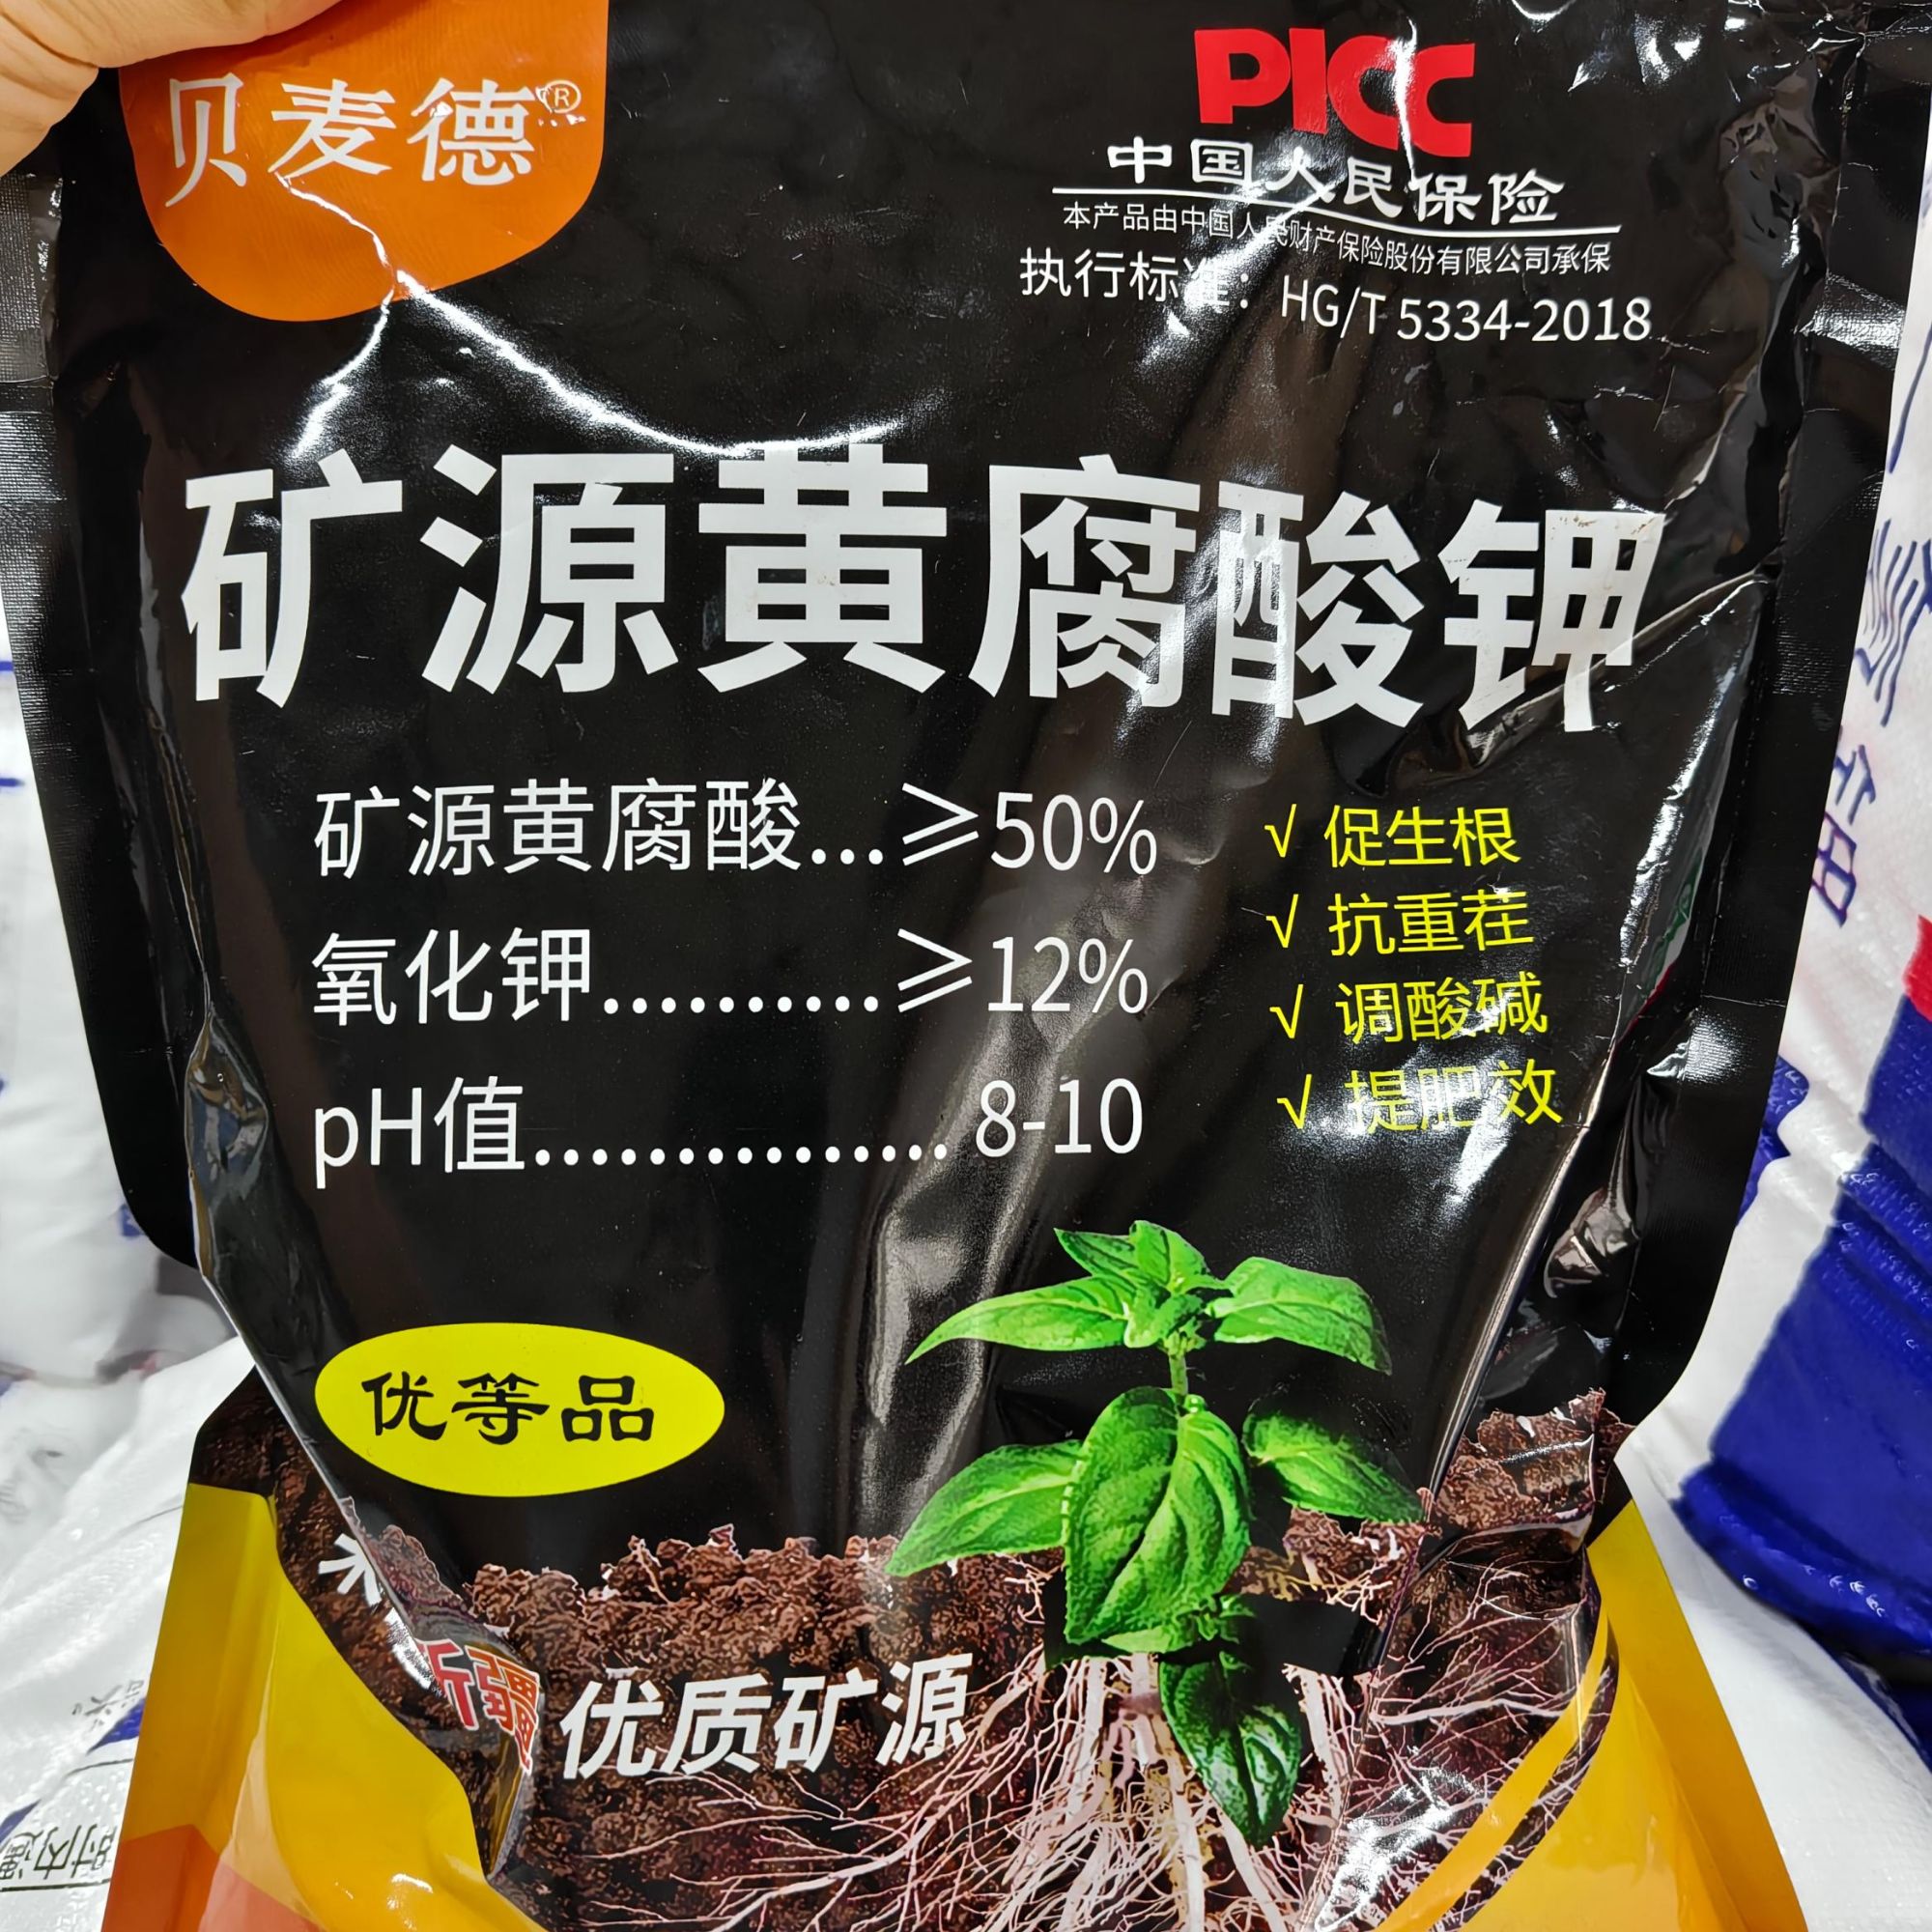 贝麦德®
PICC
中国人民保险
本产品由中国人民财产保险股份有限公司承保
执行标准：HG/T 5334-2018
矿源黄腐酸钾
矿源黄腐酸...≥50%
氧化钾..........≥12%
pH值............... 8-10
√ 促生根
√ 抗重茬
√ 调酸碱
√ 提肥效
优等品
新疆 优质矿源